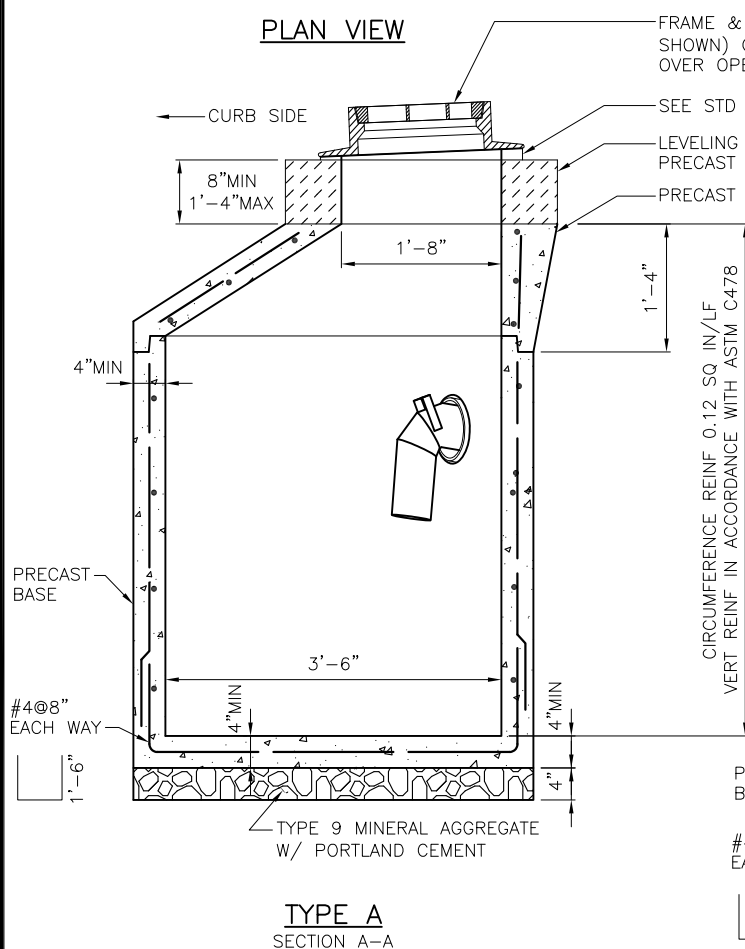 PLAN VIEW
FRAME &
SHOWN)
OVER
CURB SIDE
SEE STD
LEVELING
PRECAST
8"MIN
1'-4"MAX
PRECAST
1'-8"
1'-4"
4"MIN
CIRCUMFERENCE REINF 0.12 SQ IN/LF
VERT REINF IN ACCORDANCE WITH ASTM C478
PRECAST
BASE
3'-6"
#4@8"
EACH WAY
4"MIN
4"MIN
1'-6"
4"
TYPE 9 MINERAL AGGREGATE
W/ PORTLAND CEMENT
TYPE A
SECTION A-A